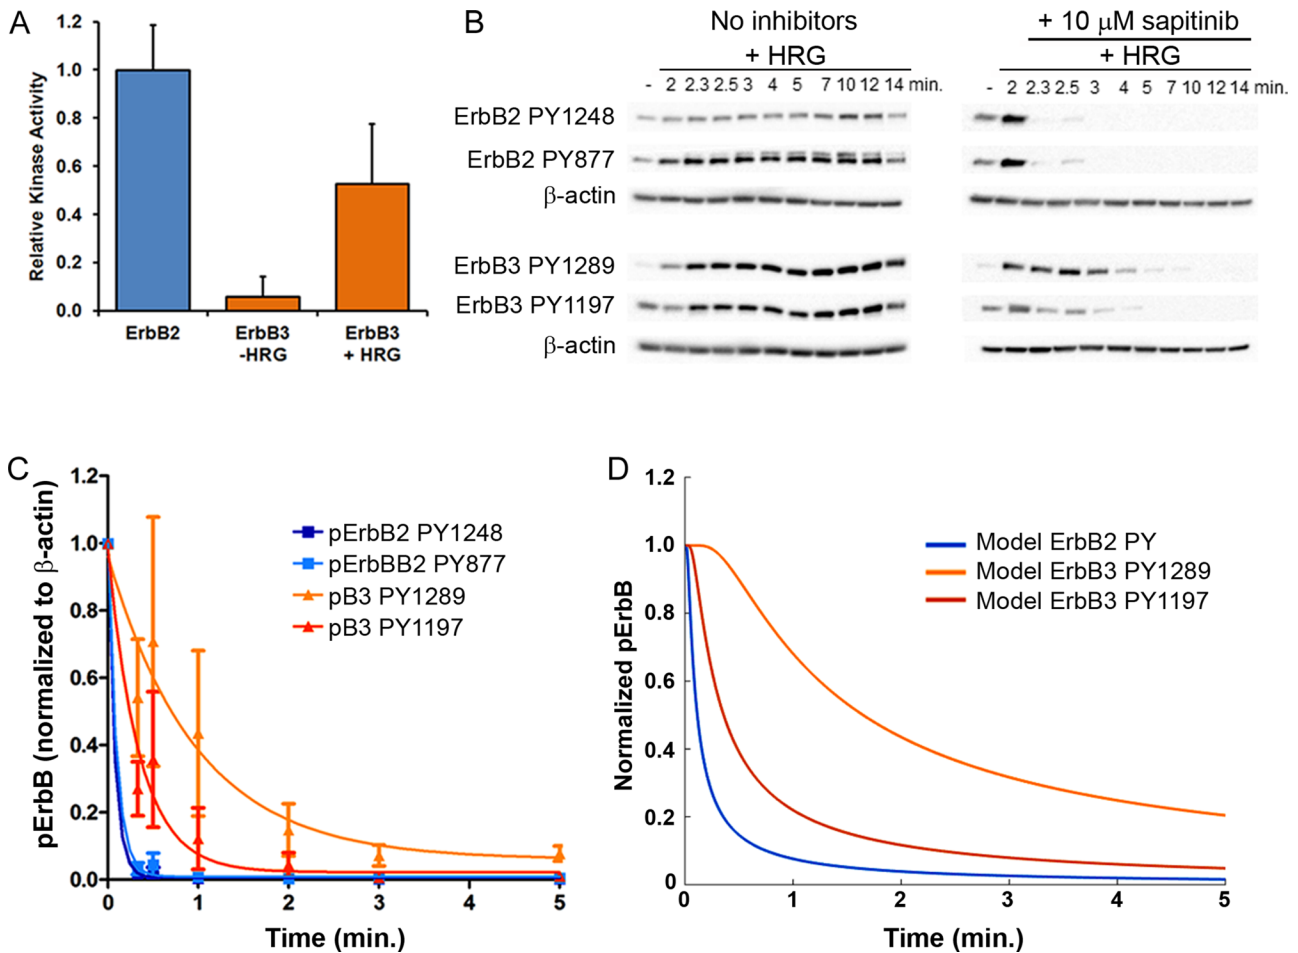 A
Relative Kinase Activity
1.2
1.0
0.8
0.6
0.4
0.2
0.0
ErbB2
ErbB3
-HRG
ErbB3
+ HRG
B
No inhibitors
+ HRG
- 2 2.3 2.5 3 4 5 7 10 12 14 min.
+ 10 μM sapitinib
+ HRG
- 2 2.3 2.5 3 4 5 7 10 12 14 min.
ErbB2 PY1248
ErbB2 PY877
β-actin
ErbB3 PY1289
ErbB3 PY1197
β-actin
C
pErbB (normalized to β-actin)
1.2
1.0
0.8
0.6
0.4
0.2
0.0
0 1 2 3 4 5
Time (min.)
pErbB2 PY1248
pErbBB2 PY877
pB3 PY1289
pB3 PY1197
D
Normalized pErbB
1.2
1.0
0.8
0.6
0.4
0.2
0
0 1 2 3 4 5
Time (min.)
Model ErbB2 PY
Model ErbB3 PY1289
Model ErbB3 PY1197